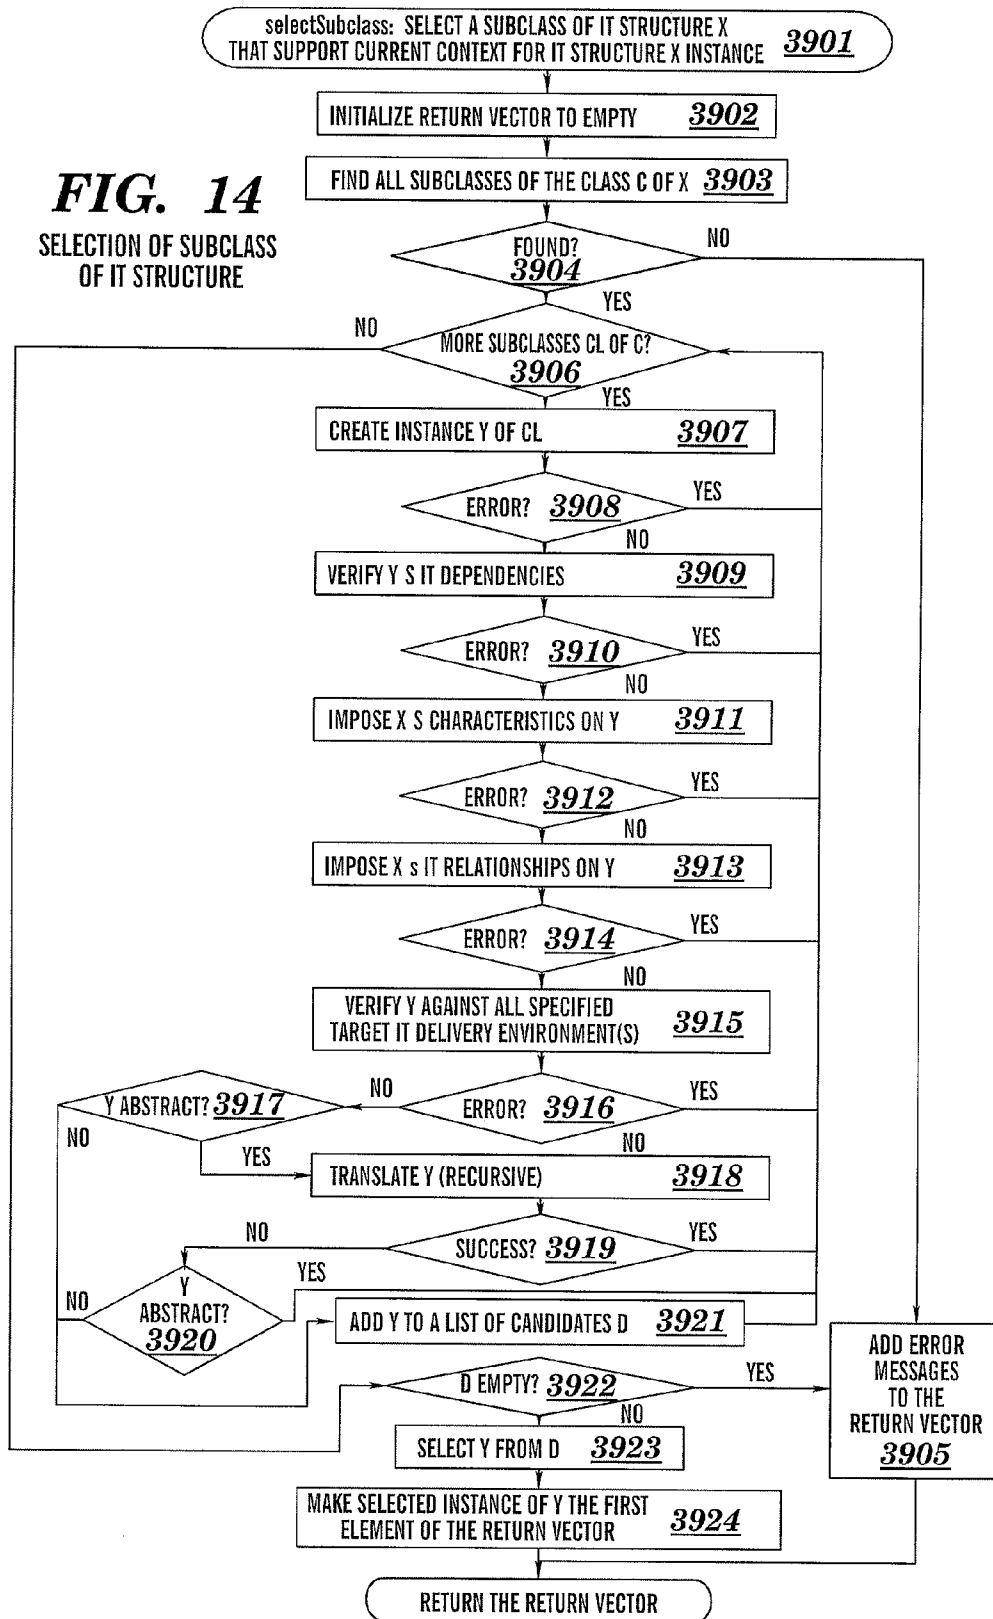 selectSubclass: SELECT A SUBCLASS OF IT STRUCTURE X
THAT SUPPORT CURRENT CONTEXT FOR IT STRUCTURE X INSTANCE 3901
INITIALIZE RETURN VECTOR TO EMPTY 3902
FIND ALL SUBCLASSES OF THE CLASS C OF X 3903
FIG. 14
SELECTION OF SUBCLASS
OF IT STRUCTURE
FOUND?
3904
NO
YES
NO
MORE SUBCLASSES CL OF C?
3906
YES
CREATE INSTANCE Y OF CL 3907
ERROR? 3908
YES
NO
VERIFY Y S IT DEPENDENCIES 3909
ERROR? 3910
YES
NO
IMPOSE X S CHARACTERISTICS ON Y 3911
ERROR? 3912
YES
NO
IMPOSE X s IT RELATIONSHIPS ON Y 3913
ERROR? 3914
YES
NO
VERIFY Y AGAINST ALL SPECIFIED
TARGET IT DELIVERY ENVIRONMENT(S) 3915
Y ABSTRACT? 3917
NO
ERROR? 3916
YES
NO
NO
YES
TRANSLATE Y (RECURSIVE) 3918
NO
SUCCESS? 3919
YES
Y
ABSTRACT?
3920
YES
NO
ADD Y TO A LIST OF CANDIDATES D 3921
D EMPTY? 3922
YES
NO
ADD ERROR
MESSAGES
TO THE
RETURN VECTOR
3905
SELECT Y FROM D 3923
MAKE SELECTED INSTANCE OF Y THE FIRST
ELEMENT OF THE RETURN VECTOR 3924
RETURN THE RETURN VECTOR